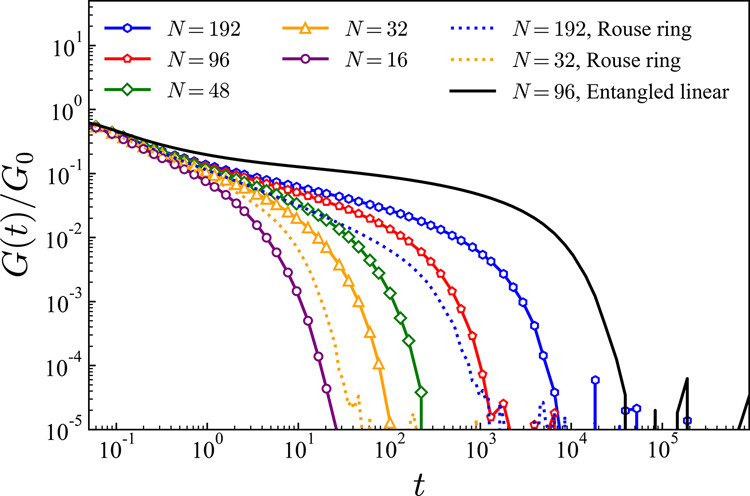 10^1
10^0
10^-1
10^-2
10^-3
10^-4
10^-5
G(t)/G_0
N = 192
N = 96
N = 48
N = 32
N = 16
N = 192, Rouse ring
N = 32, Rouse ring
N = 96, Entangled linear
10^-1
10^0
10^1
10^2
10^3
10^4
10^5
t